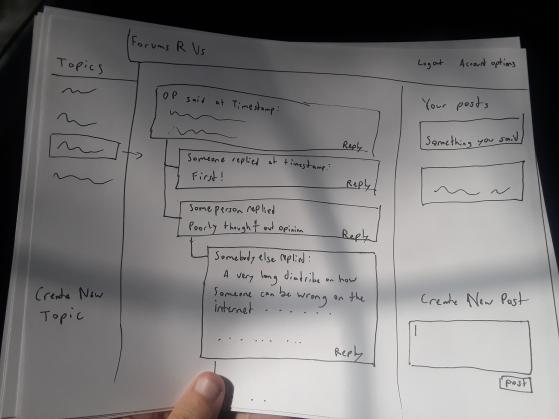 Forums R Us
Logout Account options
Topics
Create New
Topic
OP said at Timestamp:
Reply
Someone replied at timestamp:
First!
Reply
Some person replied
Poorly thought out opinion
Reply
Somebody else replied:
A very long diatribe on how
Someone can be wrong on the
internet . . . . . .
. . . . . .
Reply
Your posts
Something you said
Create New Post
post